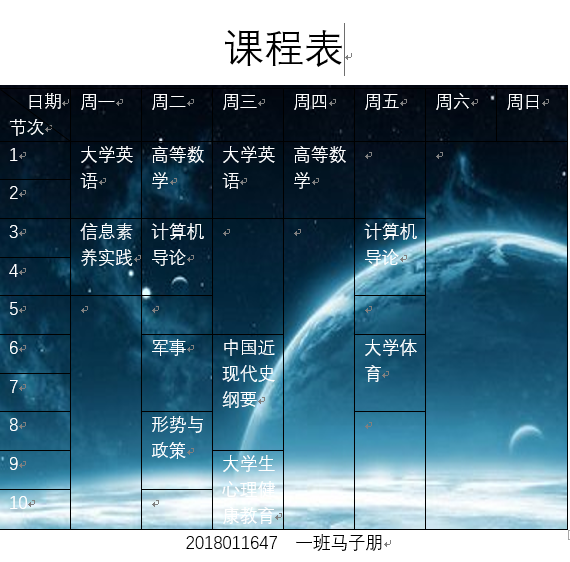 课程表
日期 周一 周二 周三 周四 周五 周六 周日
节次
1 大学英 高等数 大学英 高等数
语 学 语 学
2
3 信息素 计算机 计算机
养实践 导论 导论
4
5
6 军事 中国近 大学体
现代史 育
7
纲要
8 形势与
政策
9 大学生
心理健
10 康教育
2018011647 一班马子朋